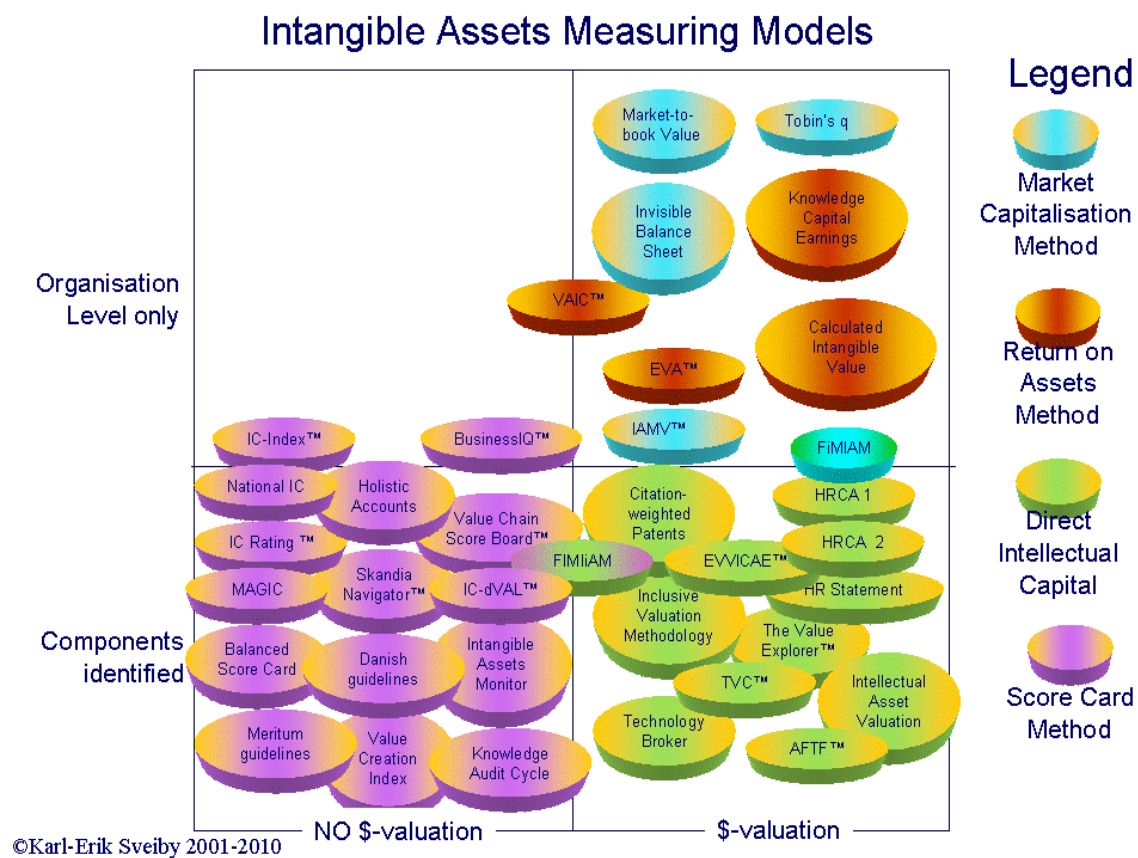 Intangible Assets Measuring Models
Legend
Market-to-
book Value
Tobin's q
Market
Capitalisation
Method
Invisible
Balance
Sheet
Knowledge
Capital
Earnings
Organisation
Level only
VAIC™
Calculated
Intangible
Value
EVA™
Return on
Assets
Method
IC-Index™
BusinessIQ™
IAMV™
FiMIAM
National IC
Holistic
Accounts
Value Chain
Score Board™
Citation-
weighted
Patents
HRCA 1
IC Rating ™
HRCA 2
FIMIiAM
EVVICAE™
Direct
Intellectual
Capital
MAGIC
Skandia
Navigator™
IC-dVAL™
Inclusive
Valuation
Methodology
HR Statement
Components
identified
Balanced
Score Card
Danish
guidelines
Intangible
Assets
Monitor
The Value
Explorer™
TVC™
Intellectual
Asset
Valuation
Score Card
Method
Meritum
guidelines
Value
Creation
Index
Knowledge
Audit Cycle
Technology
Broker
AFTF™
NO $-valuation
$-valuation
©Karl-Erik Sveiby 2001-2010